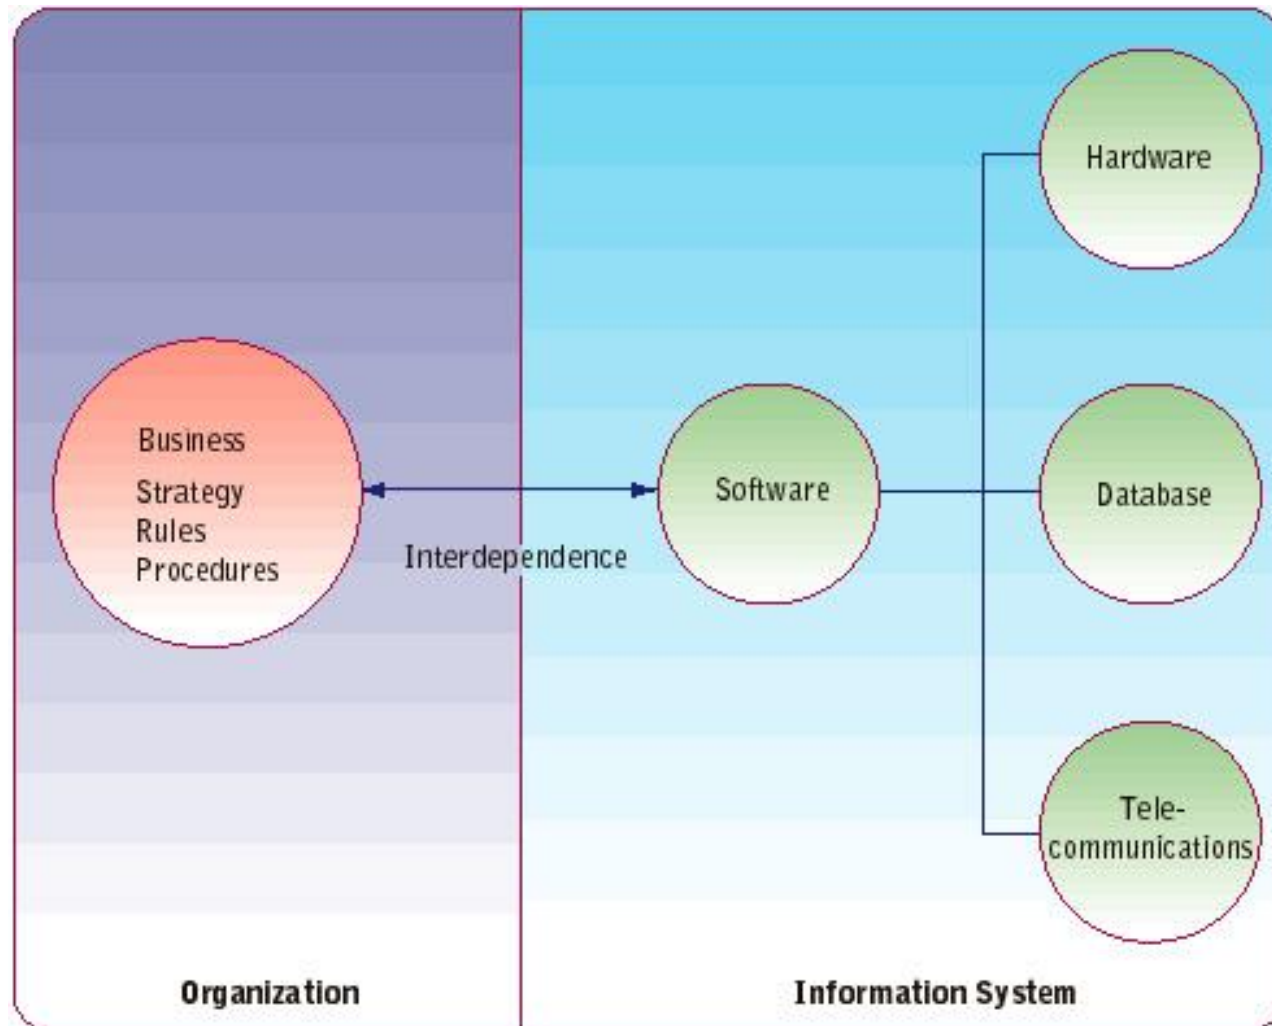 Hardware
Business
Strategy
Rules
Procedures
Interdependence
Software
Database
Tele-
communications
Organization
Information System